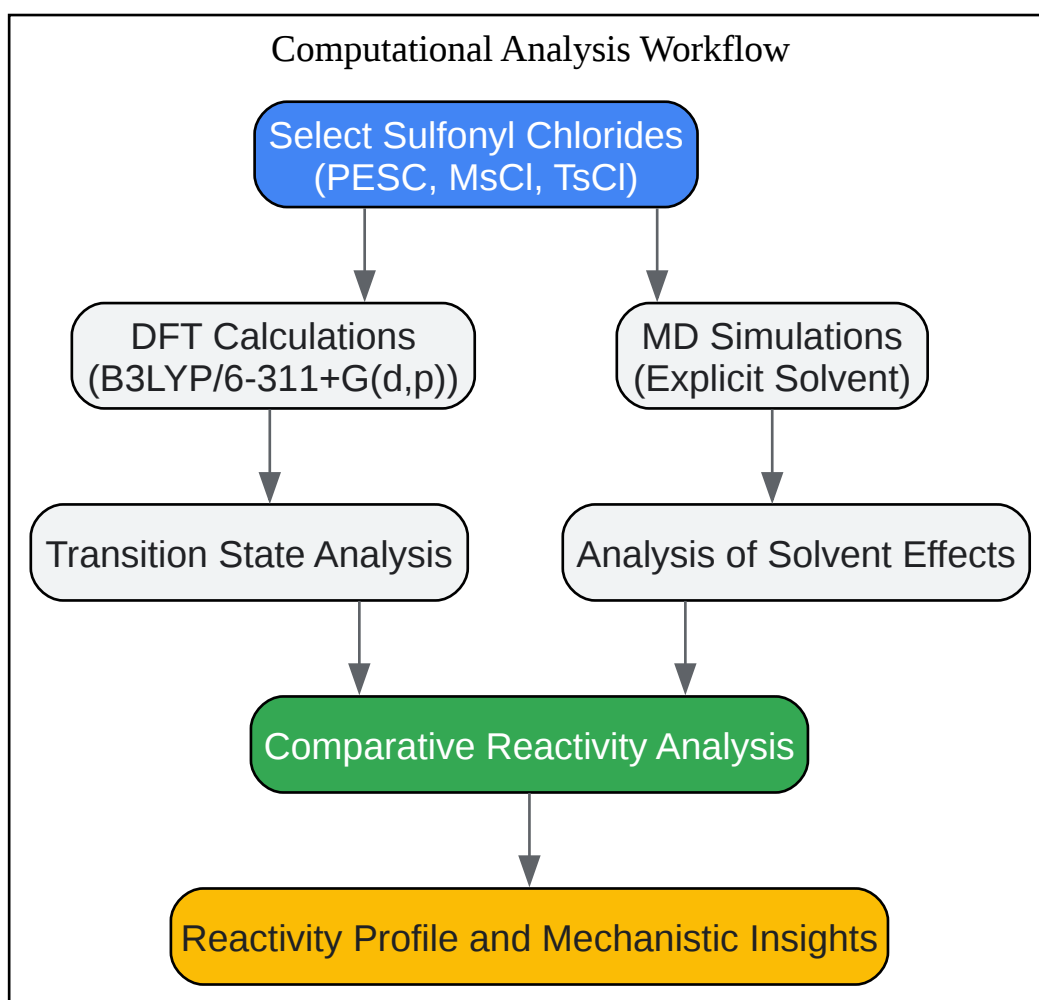 Computational Analysis Workflow
Select Sulfonyl Chlorides
(PESC, MsCl, TsCl)
DFT Calculations
(B3LYP/6-311+G(d,p))
MD Simulations
(Explicit Solvent)
Transition State Analysis
Analysis of Solvent Effects
Comparative Reactivity Analysis
Reactivity Profile and Mechanistic Insights